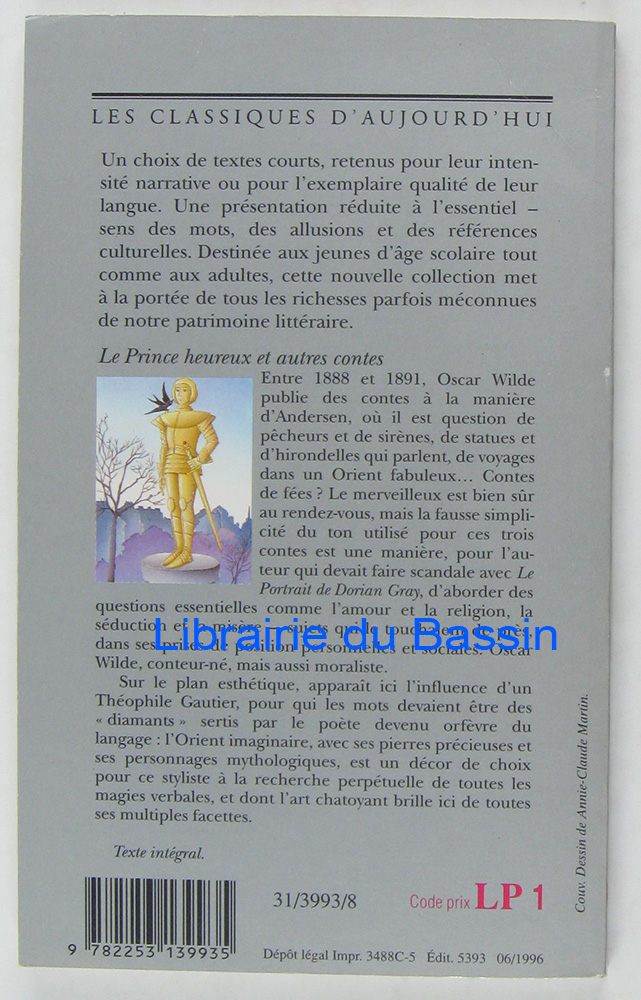 LES CLASSIQUES D'AUJOURD'HUI
Un choix de textes courts, retenus pour leur inten-
sité narrative ou pour l'exemplaire qualité de leur
langue. Une présentation réduite à l'essentiel –
sens des mots, des allusions et des références
culturelles. Destinée aux jeunes d'âge scolaire tout
comme aux adultes, cette nouvelle collection met
à la portée de tous les richesses parfois méconnues
de notre patrimoine littéraire.
Le Prince heureux et autres contes
Entre 1888 et 1891, Oscar Wilde
publie des contes à la manière
d'Andersen, où il est question de
pêcheurs et de sirènes, de statues et
d'hirondelles qui parlent, de voyages
dans un Orient fabuleux... Contes
de fées ? Le merveilleux est bien sûr
au rendez-vous, mais la fausse simpli-
cité du ton utilisé pour ces trois
contes est une manière, pour l'au-
teur qui devait faire scandale avec Le
Portrait de Dorian Gray, d'aborder des
questions essentielles comme l'amour et la religion, la
séduction et la misère – sujets qui le
Librairie du Bassin
dans ses prises de position personnelles et sociales. Oscar
Wilde, conteur-né, mais aussi moraliste.
Sur le plan esthétique, apparaît ici l'influence d'un
Théophile Gautier, pour qui les mots devaient être des
« diamants » sertis par le poète devenu orfèvre du
langage : l'Orient imaginaire, avec ses pierres précieuses et
ses personnages mythologiques, est un décor de choix
pour ce styliste à la recherche perpétuelle de toutes les
magies verbales, et dont l'art chatoyant brille ici de toutes
ses multiples facettes.
Texte intégral.
Couv. Dessin de Annie-Claude Martin.
31/3993/8
Code prix LP 1
9 782253 139935
Dépôt légal Impr. 3488C-5 Édit. 5393 06/1996